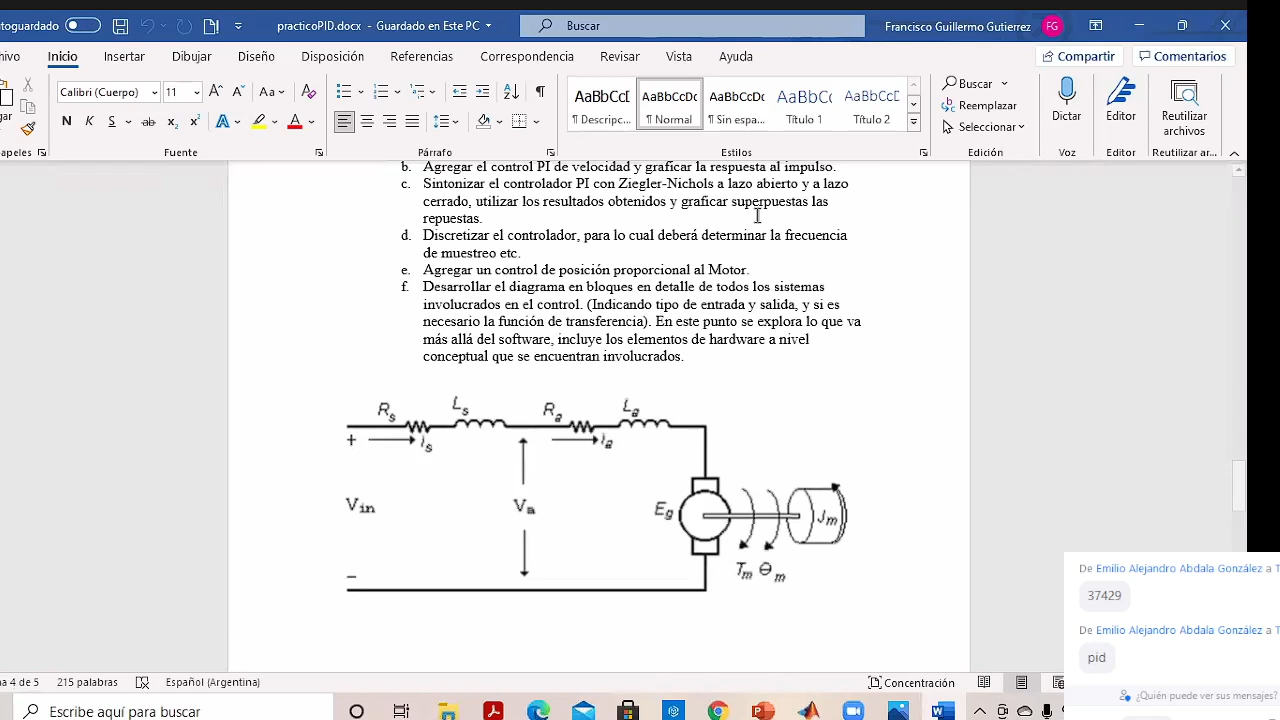 toguardado
practicoPID.docx - Guardado en Este PC
Buscar
Francisco Guillermo Gutierrez
FG
hivo
Inicio
Insertar
Dibujar
Diseño
Disposición
Referencias
Correspondencia
Revisar
Vista
Ayuda
Compartir
Comentarios
gar
Calibri (Cuerpo)
11
Aa
N K S ab x₂ x² A A
AaBbCcI
¶ Descripc...
AaBbCcDc
¶ Normal
AaBbCcDc
¶ Sin espa...
AaBbCc
Título 1
AaBbCcD
Título 2
Buscar
Reemplazar
Seleccionar
Dictar
Editor
Reutilizar
archivos
apeles
Fuente
Párrafo
Estilos
Edición
Voz
Editor
Reutilizar ar...
b. Agregar el control PI de velocidad y graficar la respuesta al impulso.
c. Sintonizar el controlador PI con Ziegler-Nichols a lazo abierto y a lazo
cerrado, utilizar los resultados obtenidos y graficar superpuestas las
repuestas.
d. Discretizar el controlador, para lo cual deberá determinar la frecuencia
de muestreo etc.
e. Agregar un control de posición proporcional al Motor.
f. Desarrollar el diagrama en bloques en detalle de todos los sistemas
involucrados en el control. (Indicando tipo de entrada y salida, y si es
necesario la función de transferencia). En este punto se explora lo que va
más allá del software, incluye los elementos de hardware a nivel
conceptual que se encuentran involucrados.
Rs Ls Ra La
+ is ia
Vin Va Eg Jm
−
Tm Θm
De Emilio Alejandro Abdala González a T
37429
De Emilio Alejandro Abdala González a T
pid
¿Quién puede ver sus mensajes?
na 4 de 5
215 palabras
Español (Argentina)
Concentración
Escribe aquí para buscar